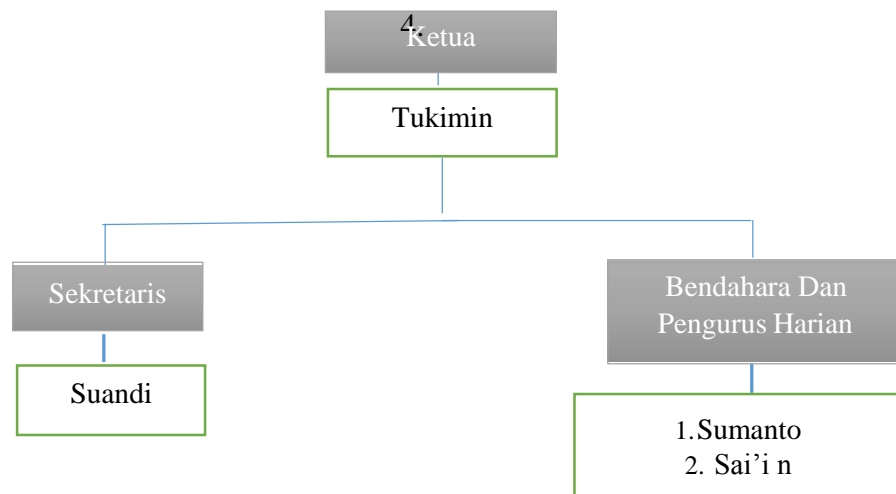 4.
Ketua
Tukimin
Sekretaris
Suandi
Bendahara Dan
Pengurus Harian
1.Sumanto
2. Sai’i n